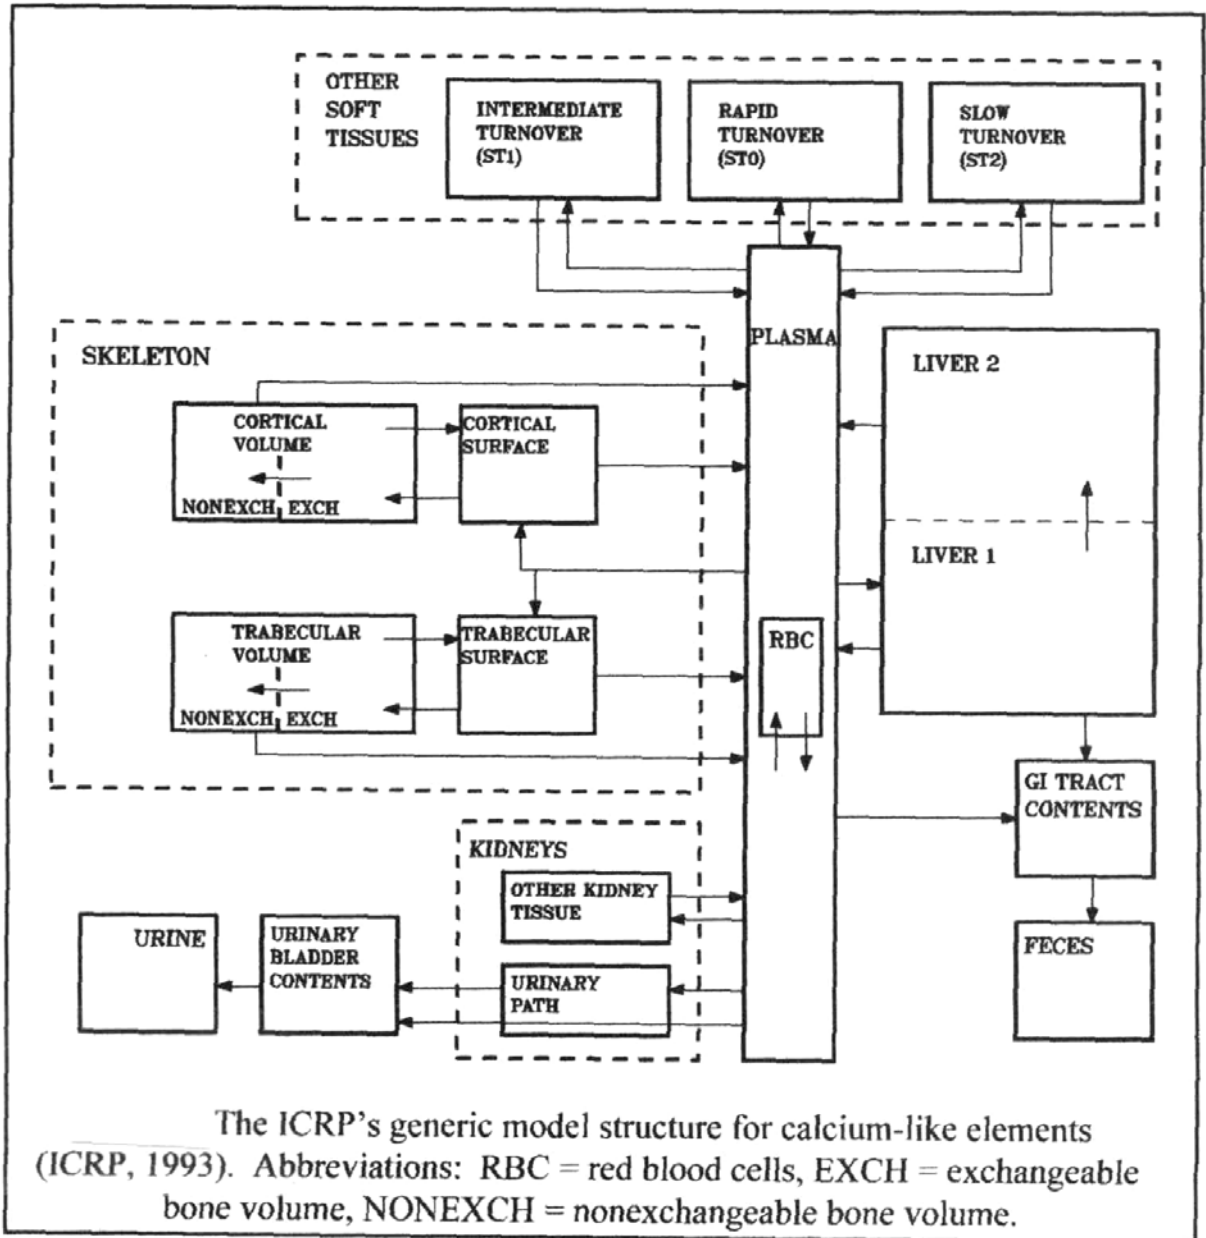 OTHER
SOFT
TISSUES
INTERMEDIATE
TURNOVER
(ST1)
RAPID
TURNOVER
(ST0)
SLOW
TURNOVER
(ST2)
PLASMA
SKELETON
CORTICAL
VOLUME
NONEXCH EXCH
CORTICAL
SURFACE
LIVER 2
LIVER 1
TRABECULAR
VOLUME
NONEXCH EXCH
TRABECULAR
SURFACE
RBC
GI TRACT
CONTENTS
KIDNEYS
OTHER KIDNEY
TISSUE
URINARY
PATH
URINARY
BLADDER
CONTENTS
URINE
FECES
The ICRP's generic model structure for calcium-like elements
(ICRP, 1993). Abbreviations: RBC = red blood cells, EXCH = exchangeable
bone volume, NONEXCH = nonexchangeable bone volume.